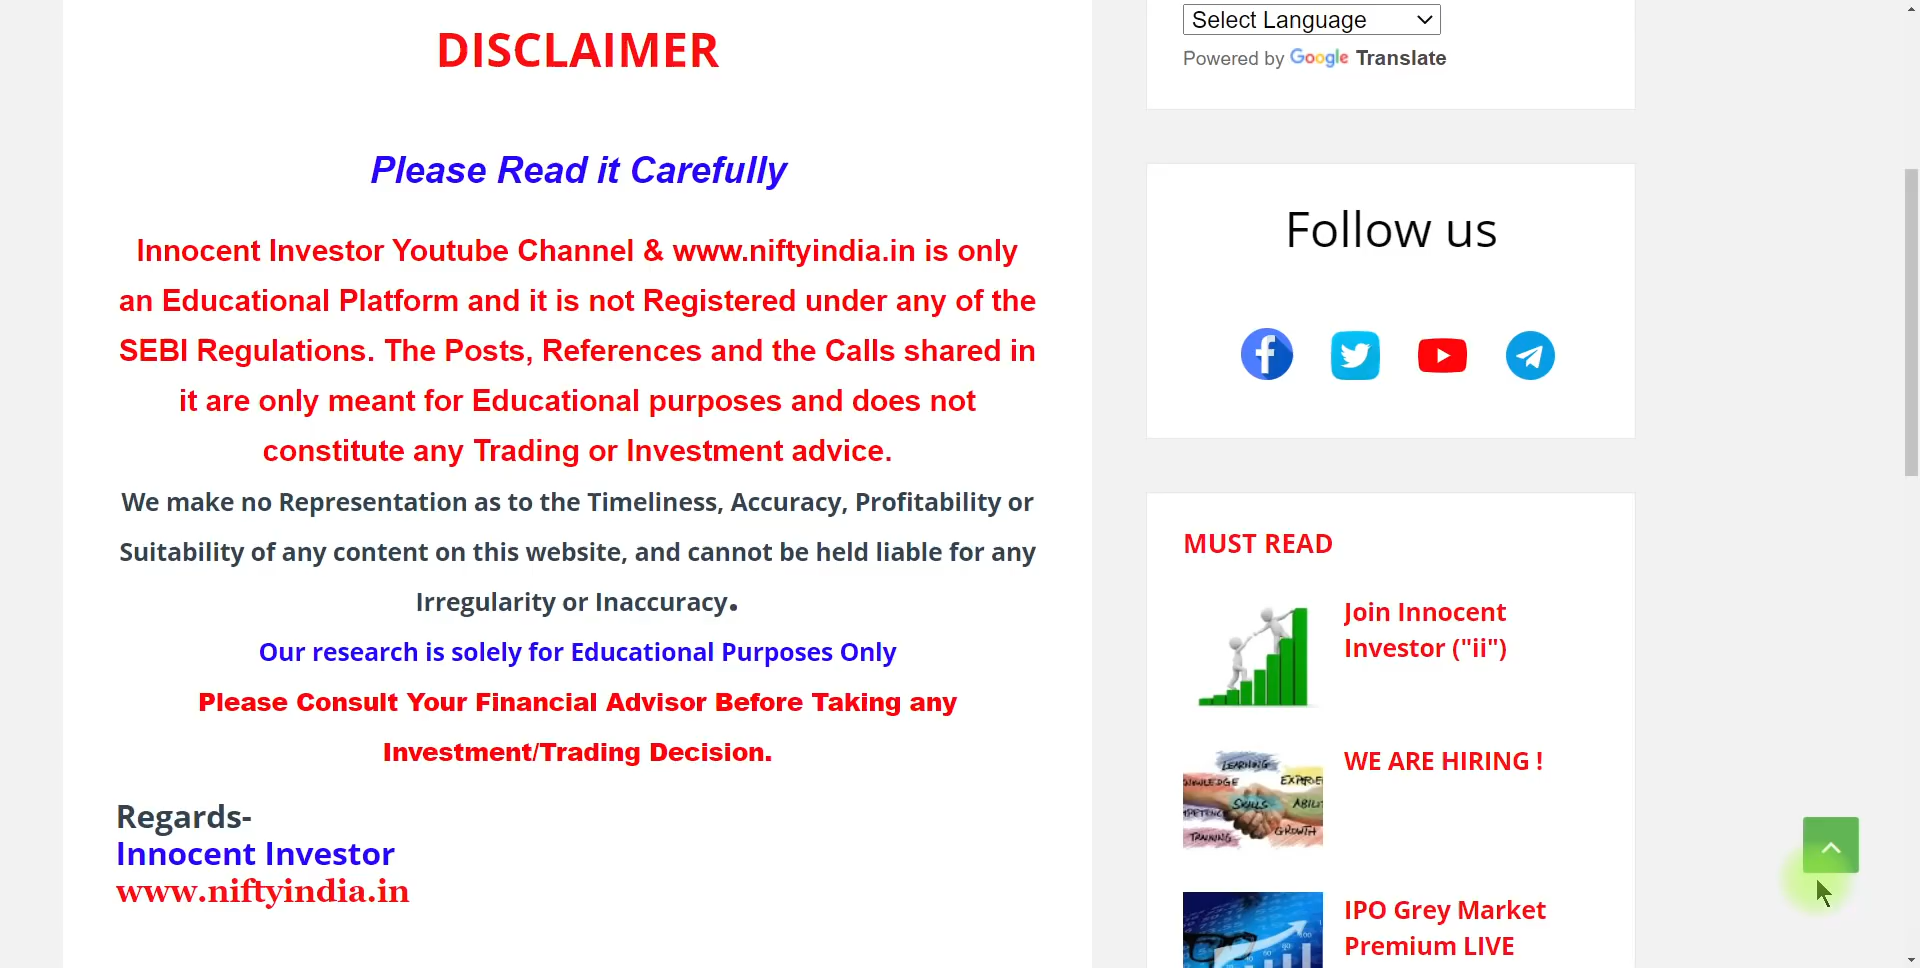 DISCLAIMER
Please Read it Carefully
Innocent Investor Youtube Channel & www.niftyindia.in is only
an Educational Platform and it is not Registered under any of the
SEBI Regulations. The Posts, References and the Calls shared in
it are only meant for Educational purposes and does not
constitute any Trading or Investment advice.
We make no Representation as to the Timeliness, Accuracy, Profitability or
Suitability of any content on this website, and cannot be held liable for any
Irregularity or Inaccuracy.
Our research is solely for Educational Purposes Only
Please Consult Your Financial Advisor Before Taking any
Investment/Trading Decision.
Regards-
Innocent Investor
www.niftyindia.in
Select Language
Powered by Google Translate
Follow us
MUST READ
Join Innocent
Investor ("ii")
WE ARE HIRING !
LEARNING
SKILLS
GROWTH
TRAINING
IPO Grey Market
Premium LIVE